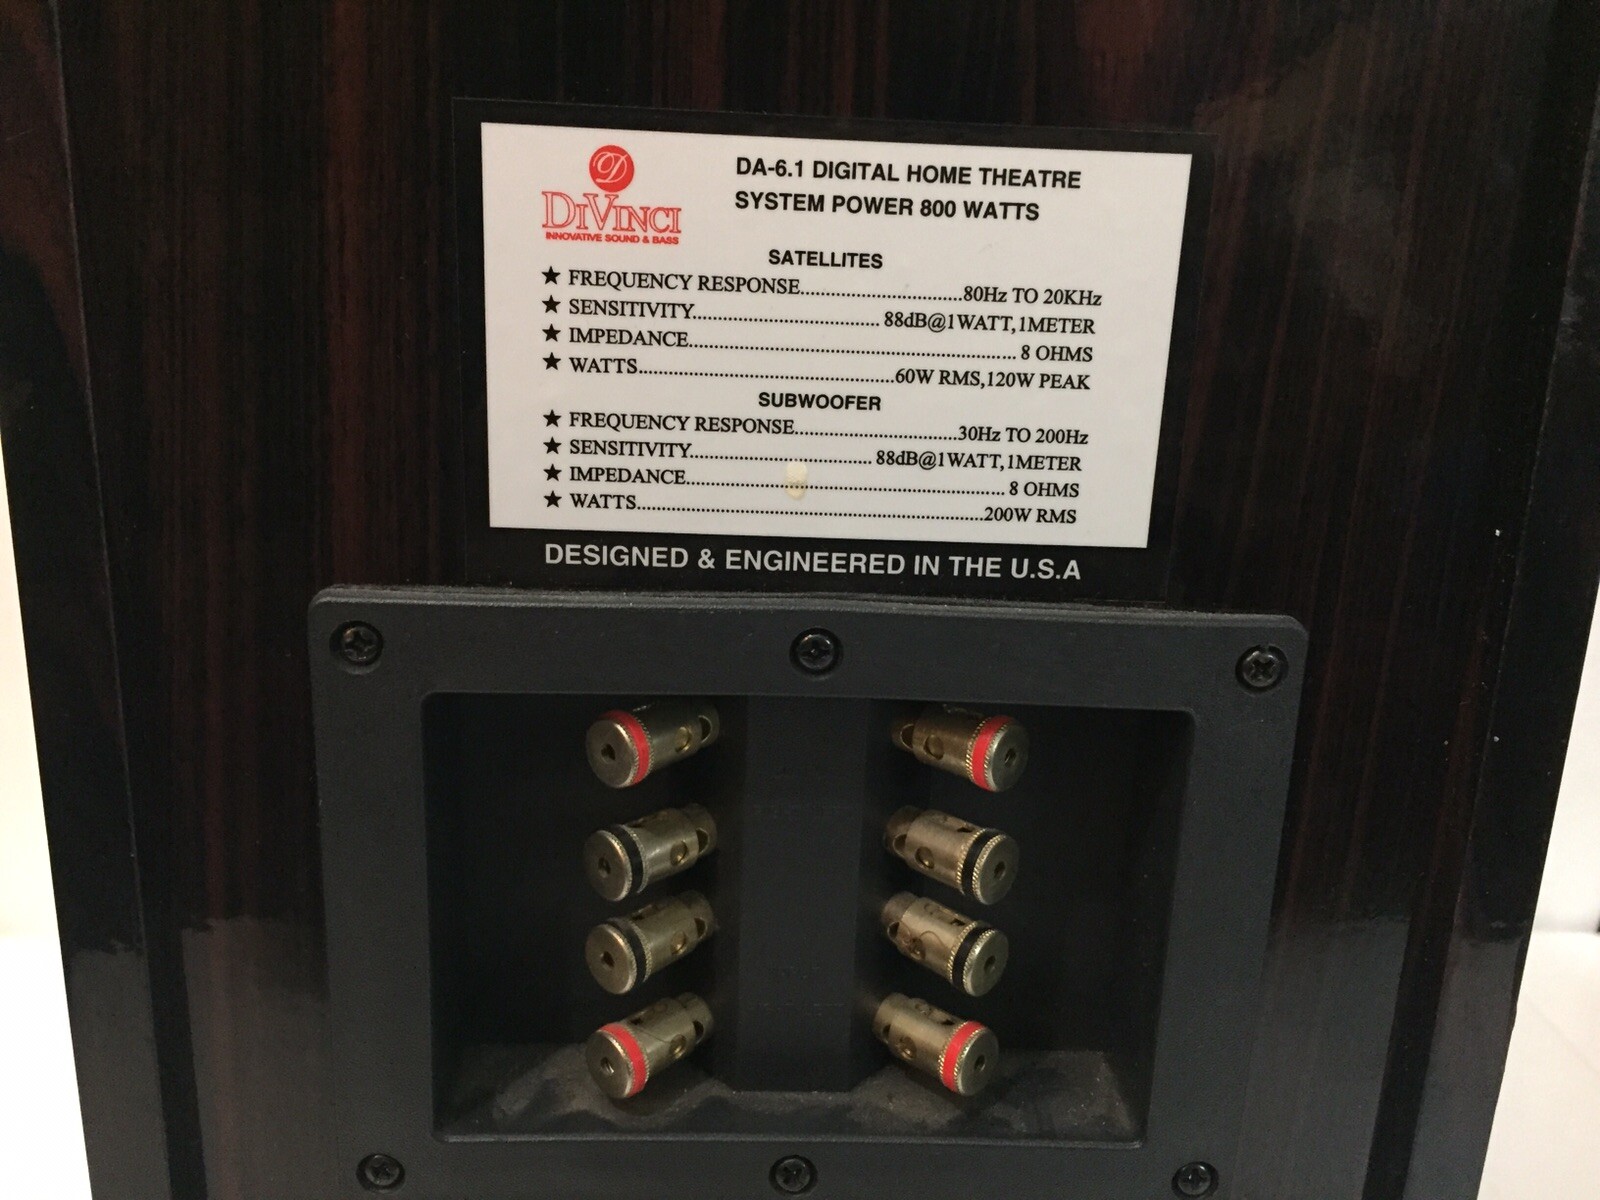 D
DIVINCI
INNOVATIVE SOUND & BASS
DA-6.1 DIGITAL HOME THEATRE
SYSTEM POWER 800 WATTS
SATELLITES
★ FREQUENCY RESPONSE........................................80Hz TO 20KHz
★ SENSITIVITY............................................... 88dB@1WATT,1METER
★ IMPEDANCE................................................................................... 8 OHMS
★ WATTS................................................................60W RMS,120W PEAK
SUBWOOFER
★ FREQUENCY RESPONSE........................................30Hz TO 200Hz
★ SENSITIVITY............................................. 88dB@1WATT,1METER
★ IMPEDANCE................................................................................ 8 OHMS
★ WATTS.......................................................................................200W RMS
DESIGNED & ENGINEERED IN THE U.S.A